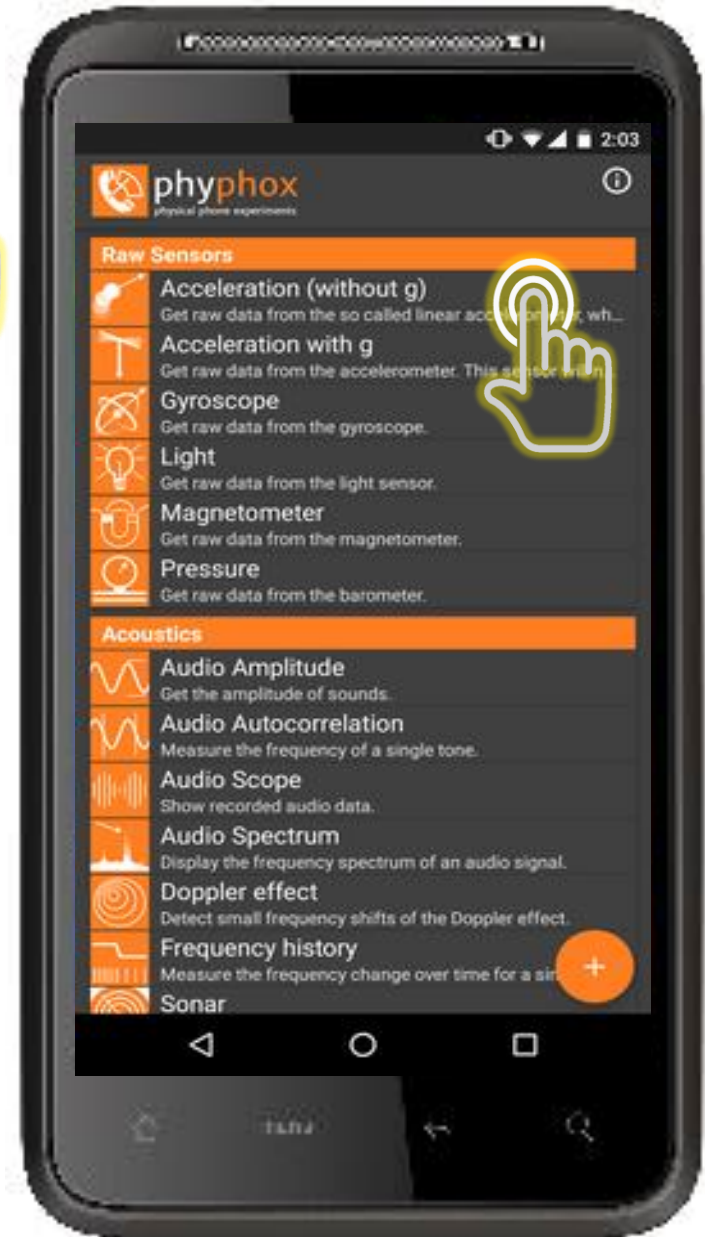 2:03
phyphox
physical phone experiments
Raw Sensors
Acceleration (without g)
Get raw data from the so called linear accelerometer, wh...
Acceleration with g
Get raw data from the accelerometer. This sensor
Gyroscope
Get raw data from the gyroscope.
Light
Get raw data from the light sensor.
Magnetometer
Get raw data from the magnetometer.
Pressure
Get raw data from the barometer.
Acoustics
Audio Amplitude
Get the amplitude of sounds.
Audio Autocorrelation
Measure the frequency of a single tone.
Audio Scope
Show recorded audio data.
Audio Spectrum
Display the frequency spectrum of an audio signal.
Doppler effect
Detect small frequency shifts of the Doppler effect.
Frequency history
Measure the frequency change over time for a
+
Sonar